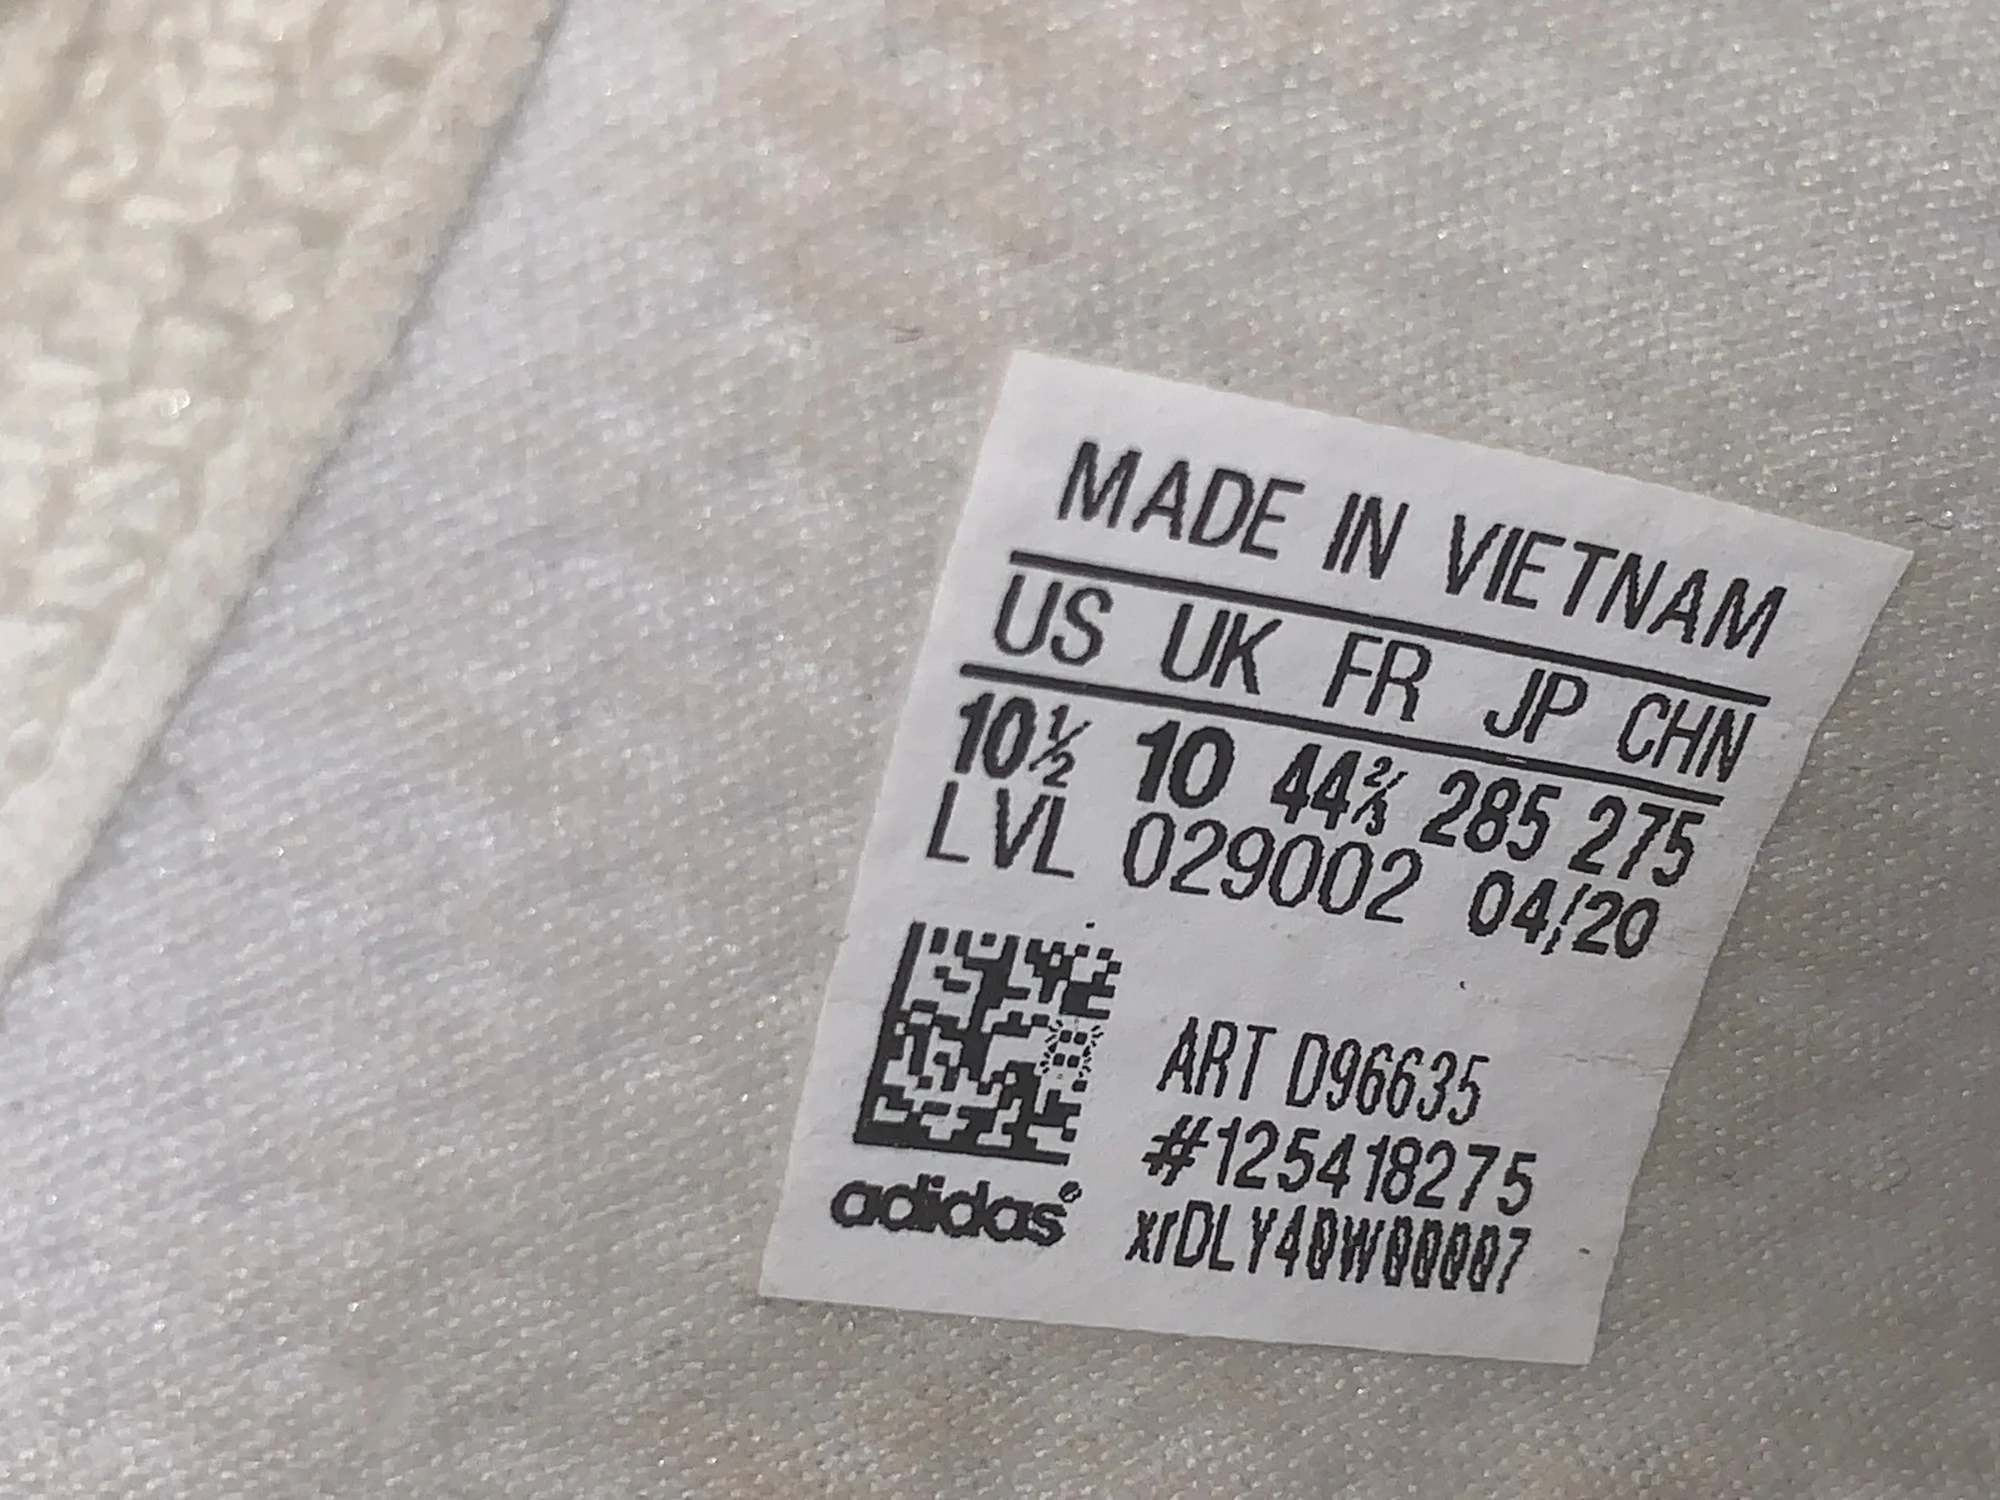 MADE IN VIETNAM
US UK FR JP CHN
10½ 10 44⅔ 285 275
LVL 029002 04/20
ART D96635
#125418275
adidas®
xrDLY40W00007